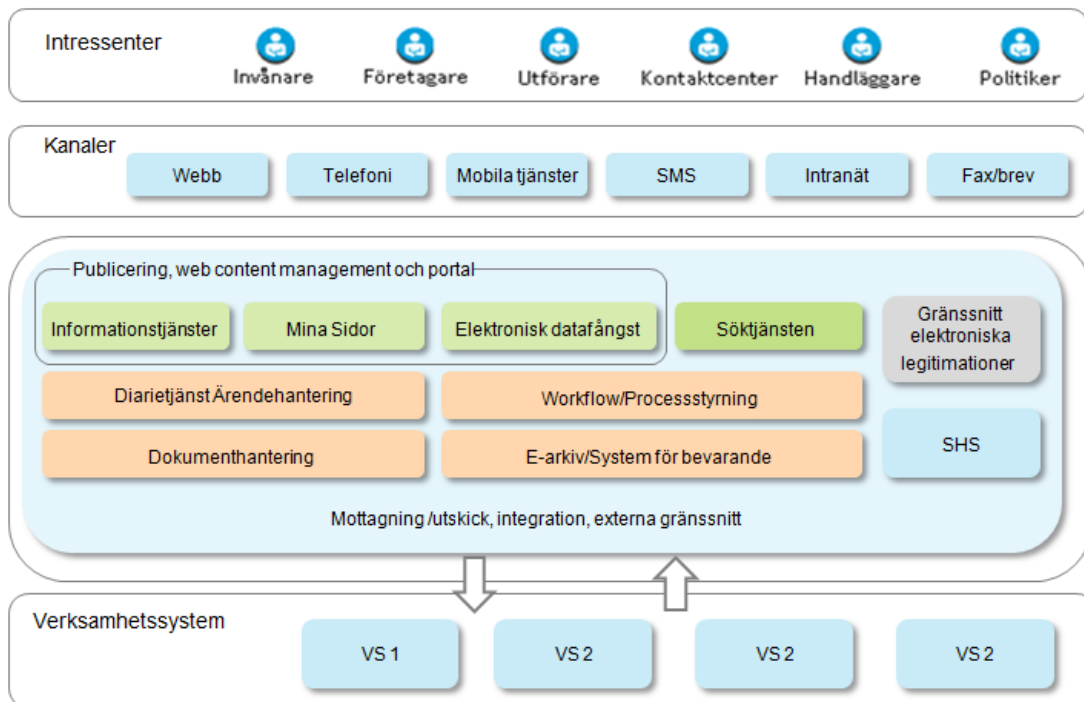 Intressenter
Invånare
Företagare
Utförare
Kontaktcenter
Handläggare
Politiker
Kanaler
Webb
Telefoni
Mobila tjänster
SMS
Intranät
Fax/brev
Publicering, web content management och portal
Informationstjänster
Mina Sidor
Elektronisk datafångst
Söktjänsten
Gränssnitt
elektroniska
legitimationer
Diarietjänst Ärendehantering
Workflow/Processstyrning
Dokumenthantering
E-arkiv/System för bevarande
SHS
Mottagning /utskick, integration, externa gränssnitt
Verksamhetssystem
VS 1
VS 2
VS 2
VS 2